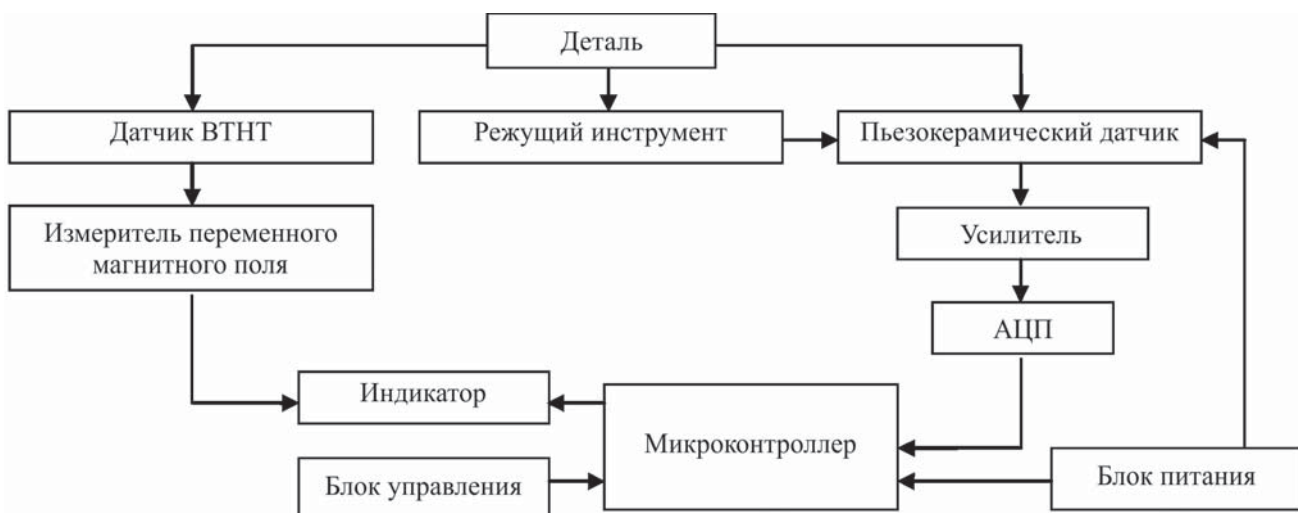 Деталь
Датчик ВТНТ
Режущий инструмент
Пьезокерамический датчик
Измеритель переменного
магнитного поля
Усилитель
АЦП
Индикатор
Микроконтроллер
Блок управления
Блок питания